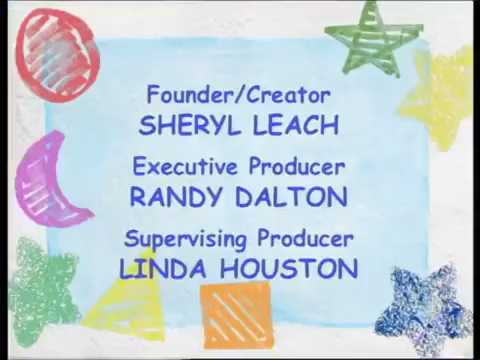 Founder/Creator
SHERYL LEACH
Executive Producer
RANDY DALTON
Supervising Producer
LINDA HOUSTON